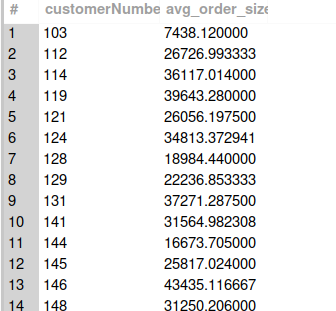 # customerNumbe avg_order_size
1 103 7438.120000
2 112 26726.993333
3 114 36117.014000
4 119 39643.280000
5 121 26056.197500
6 124 34813.372941
7 128 18984.440000
8 129 22236.853333
9 131 37271.287500
10 141 31564.982308
11 144 16673.705000
12 145 25817.024000
13 146 43435.116667
14 148 31250.206000